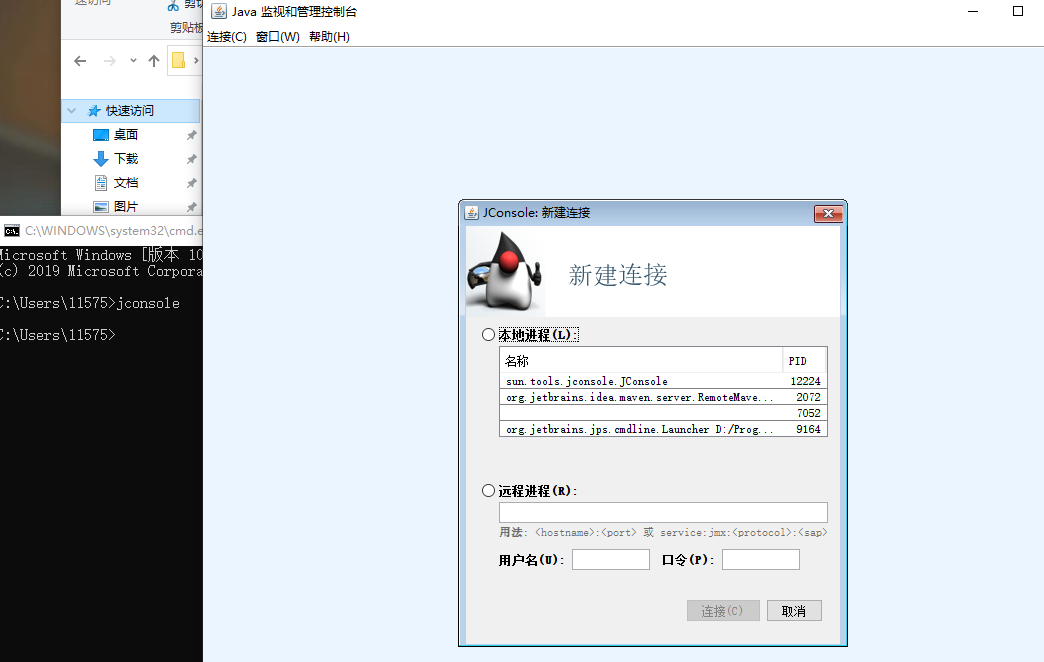 速访问
剪切
剪贴板
Java 监视和管理控制台
连接(C) 窗口(W) 帮助(H)
快速访问
桌面
下载
文档
图片
C:\WINDOWS\system32\cmd.e
Microsoft Windows [版本 10
(c) 2019 Microsoft Corpora
C:\Users\11575>jconsole
C:\Users\11575>
JConsole: 新建连接
新建连接
本地进程(L):
名称 PID
sun.tools.jconsole.JConsole 12224
org.jetbrains.idea.maven.server.RemoteMave... 2072
7052
org.jetbrains.jps.cmdline.Launcher D:/Prog... 9164
远程进程(R):
用法: <hostname>:<port> 或 service:jmx:<protocol>:<sap>
用户名(U): 口令(P):
连接(C) 取消